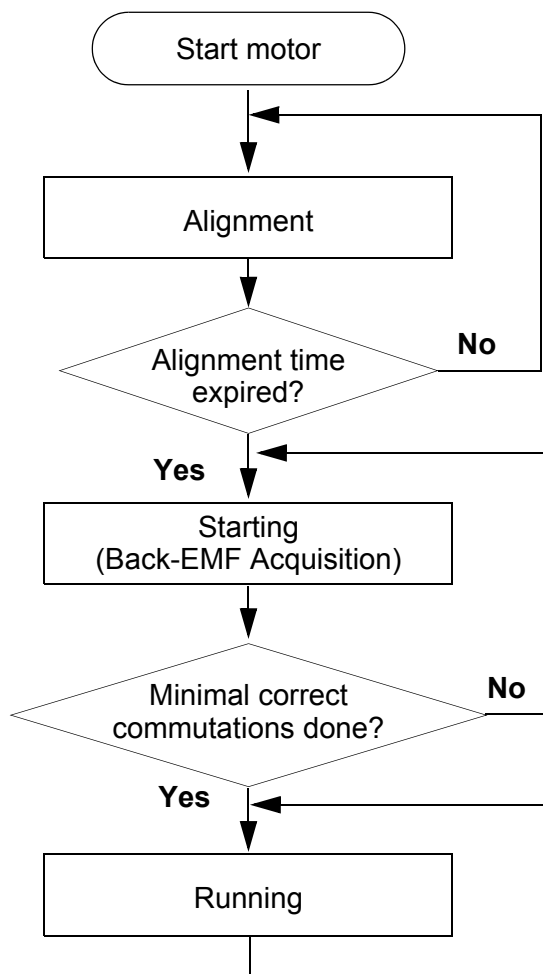 Start motor
Alignment
Alignment time
expired?
No
Yes
Starting
(Back-EMF Acquisition)
Minimal correct
commutations done?
No
Yes
Running